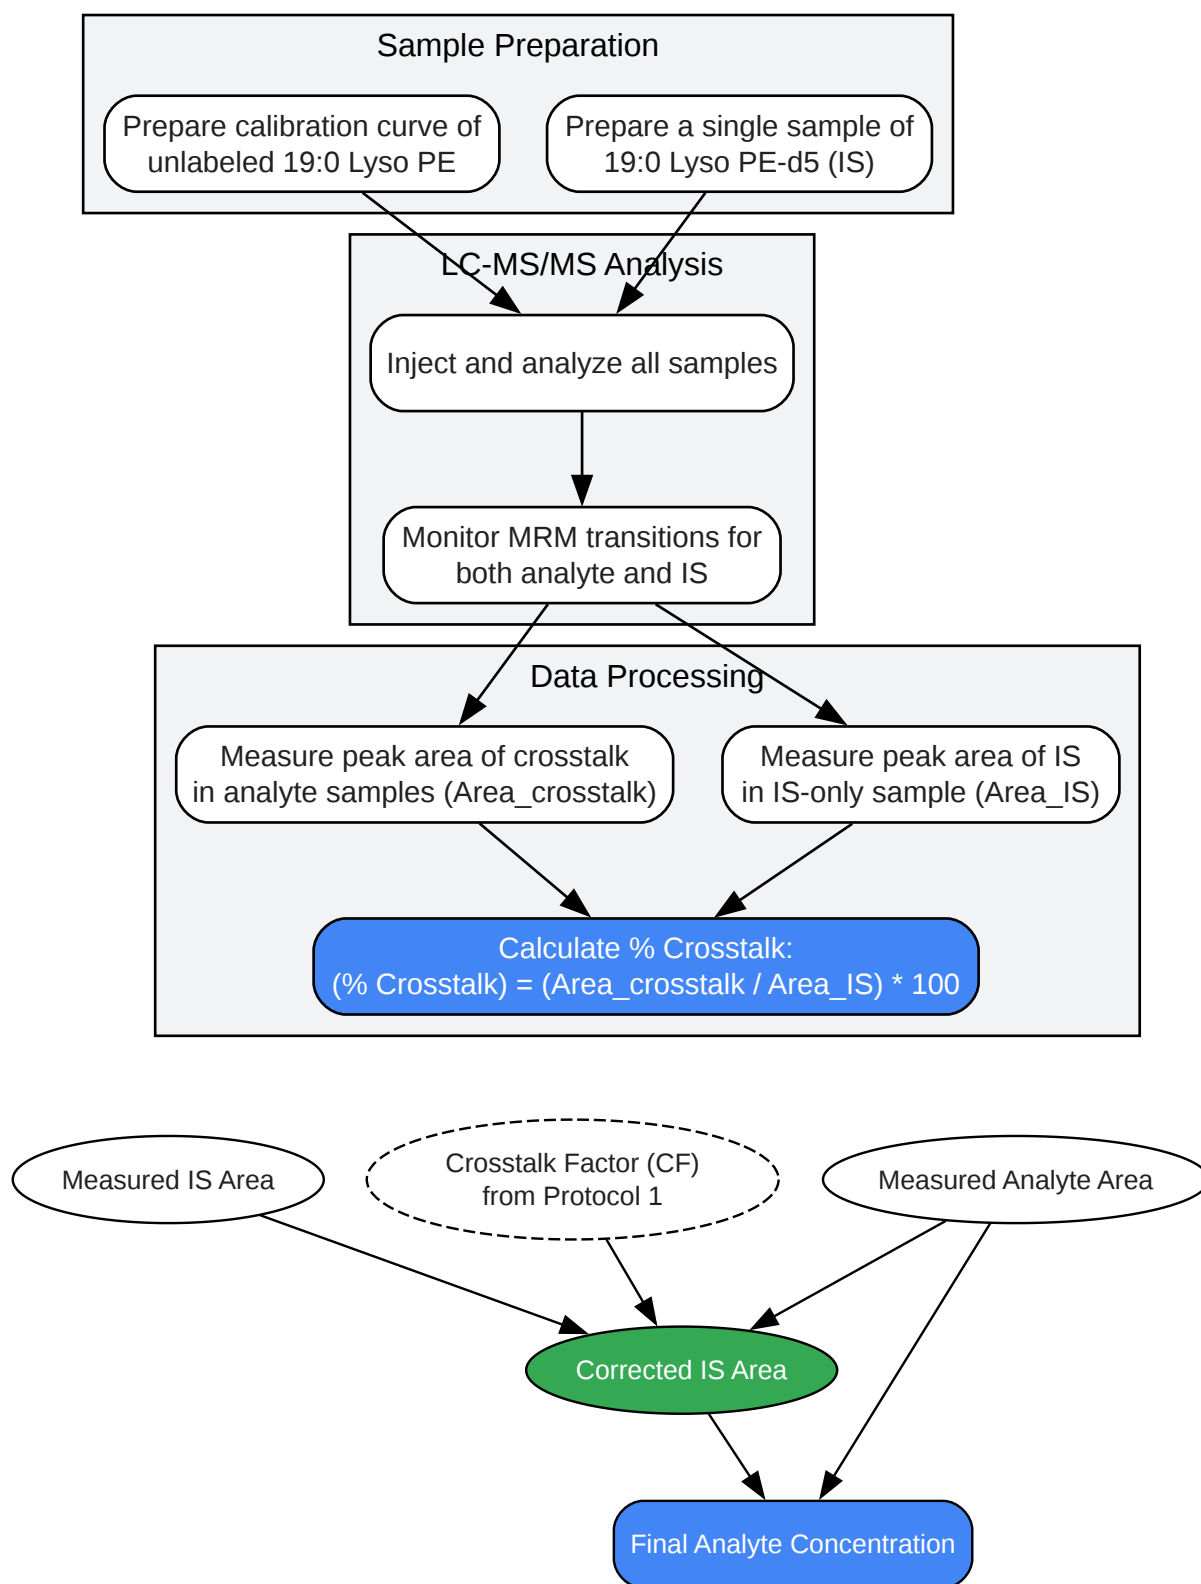 Sample Preparation
Prepare calibration curve of
unlabeled 19:0 Lyso PE
Prepare a single sample of
19:0 Lyso PE-d5 (IS)
LC-MS/MS Analysis
Inject and analyze all samples
Monitor MRM transitions for
both analyte and IS
Data Processing
Measure peak area of crosstalk
in analyte samples (Area_crosstalk)
Measure peak area of IS
in IS-only sample (Area_IS)
Calculate % Crosstalk:
(% Crosstalk) = (Area_crosstalk / Area_IS) * 100
Measured IS Area
Crosstalk Factor (CF)
from Protocol 1
Measured Analyte Area
Corrected IS Area
Final Analyte Concentration